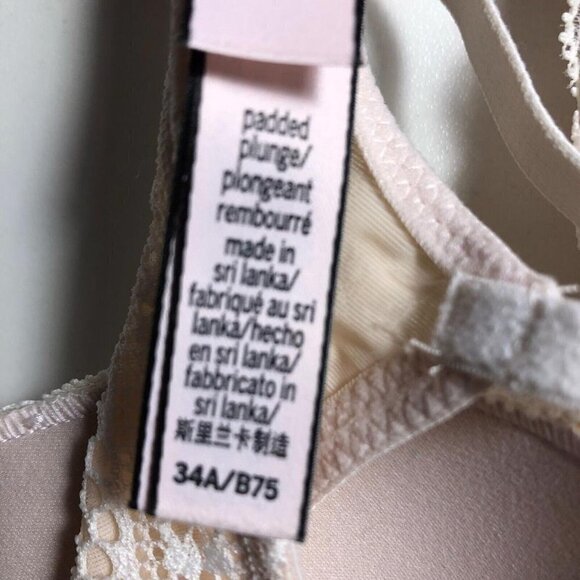 padded
plunge/
plongeant
rembourré
made in
sri lanka/
fabriqué au sri
lanka/hecho
en sri lanka/
fabbricato in
sri lanka/
斯里兰卡制造
34A/B75